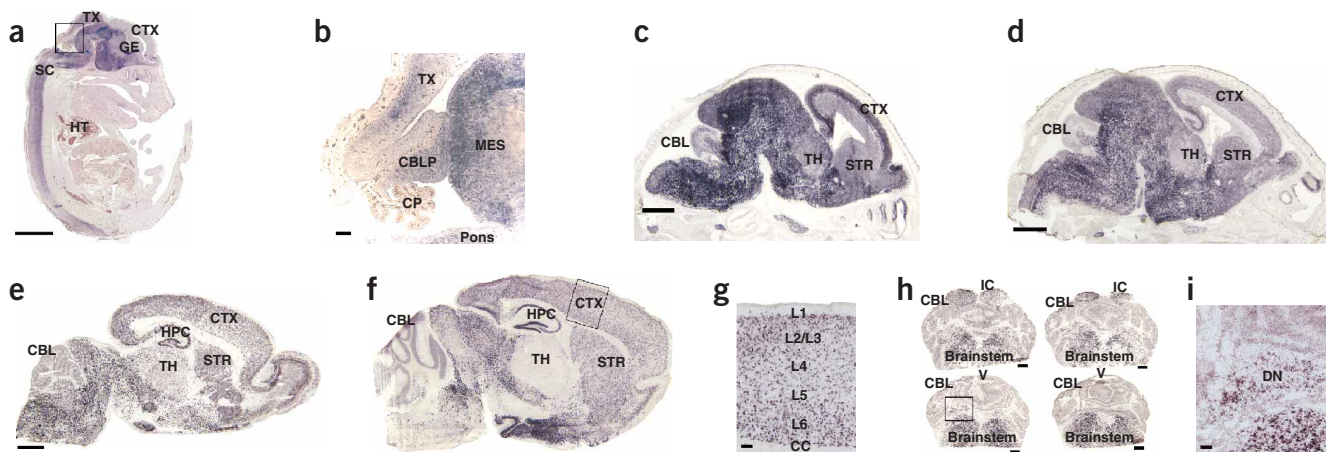 a
TX
CTX
GE
SC
HT
b
TX
CBLP
MES
CP
Pons
c
CTX
CBL
TH
STR
d
CTX
CBL
TH
STR
e
CTX
HPC
CBL
TH
STR
f
CTX
HPC
CBL
TH
STR
g
L1
L2/L3
L4
L5
L6
CC
h
IC
CBL
Brainstem
IC
CBL
Brainstem
V
CBL
Brainstem
V
CBL
Brainstem
i
DN